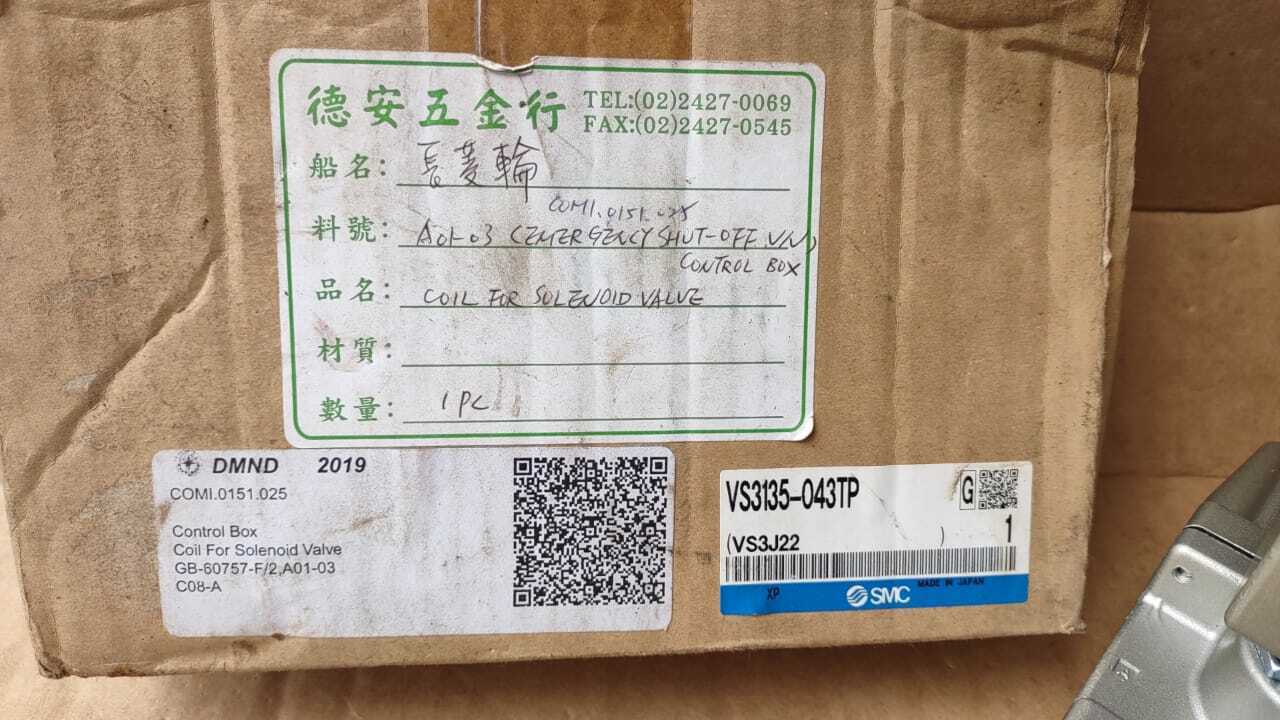 德安五金行
TEL:(02)2427-0069
FAX:(02)2427-0545
船名: 長菱輪
COMI.0151.025
料號: A01-03 (EMERGENCY SHUT-OFF V/V)
CONTROL BOX
品名: COIL FOR SOLENOID VALVE
材質:
數量: 1 PC
DMND 2019
COMI.0151.025
Control Box
Coil For Solenoid Valve
GB-60757-F/2,A01-03
C08-A
VS3135-043TP G
(VS3J22 ) 1
MADE IN JAPAN
XP SMC